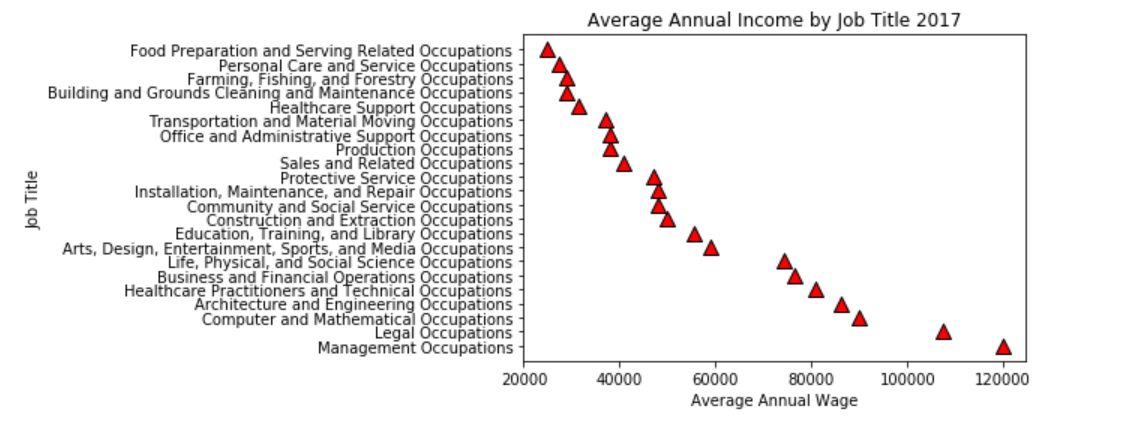 Average Annual Income by Job Title 2017
Food Preparation and Serving Related Occupations
Personal Care and Service Occupations
Farming, Fishing, and Forestry Occupations
Building and Grounds Cleaning and Maintenance Occupations
Healthcare Support Occupations
Transportation and Material Moving Occupations
Office and Administrative Support Occupations
Production Occupations
Sales and Related Occupations
Protective Service Occupations
Installation, Maintenance, and Repair Occupations
Community and Social Service Occupations
Construction and Extraction Occupations
Education, Training, and Library Occupations
Arts, Design, Entertainment, Sports, and Media Occupations
Life, Physical, and Social Science Occupations
Business and Financial Operations Occupations
Healthcare Practitioners and Technical Occupations
Architecture and Engineering Occupations
Computer and Mathematical Occupations
Legal Occupations
Management Occupations
Job Title
20000 40000 60000 80000 100000 120000
Average Annual Wage